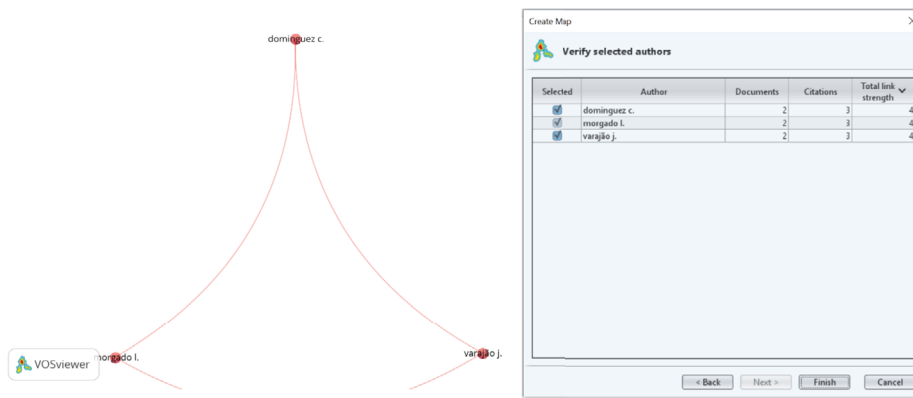 dominguez c.
morgado l.
varajão j.
VOSviewer
Create Map
Verify selected authors
Selected Author Documents Citations Total link strength
dominguez c. 2 3 4
morgado l. 2 3 4
varajão j. 2 3 4
< Back Next > Finish Cancel